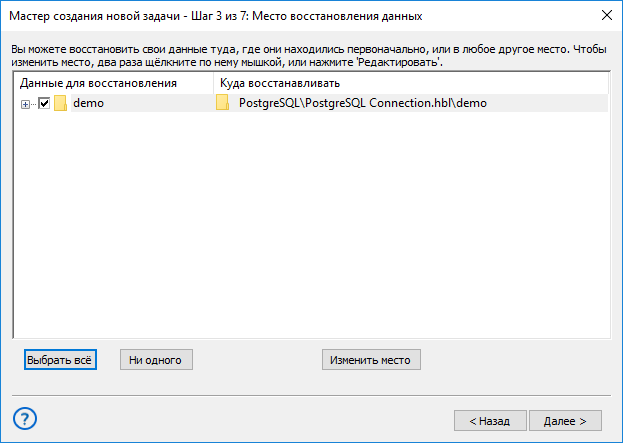 Мастер создания новой задачи - Шаг 3 из 7: Место восстановления данных
Вы можете восстановить свои данные туда, где они находились первоначально, или в любое другое место. Чтобы
изменить место, два раза щёлкните по нему мышкой, или нажмите 'Редактировать'.
Данные для восстановления Куда восстанавливать
demo PostgreSQL\PostgreSQL Connection.hbl\demo
Выбрать всё Ни одного Изменить место
? < Назад Далее >